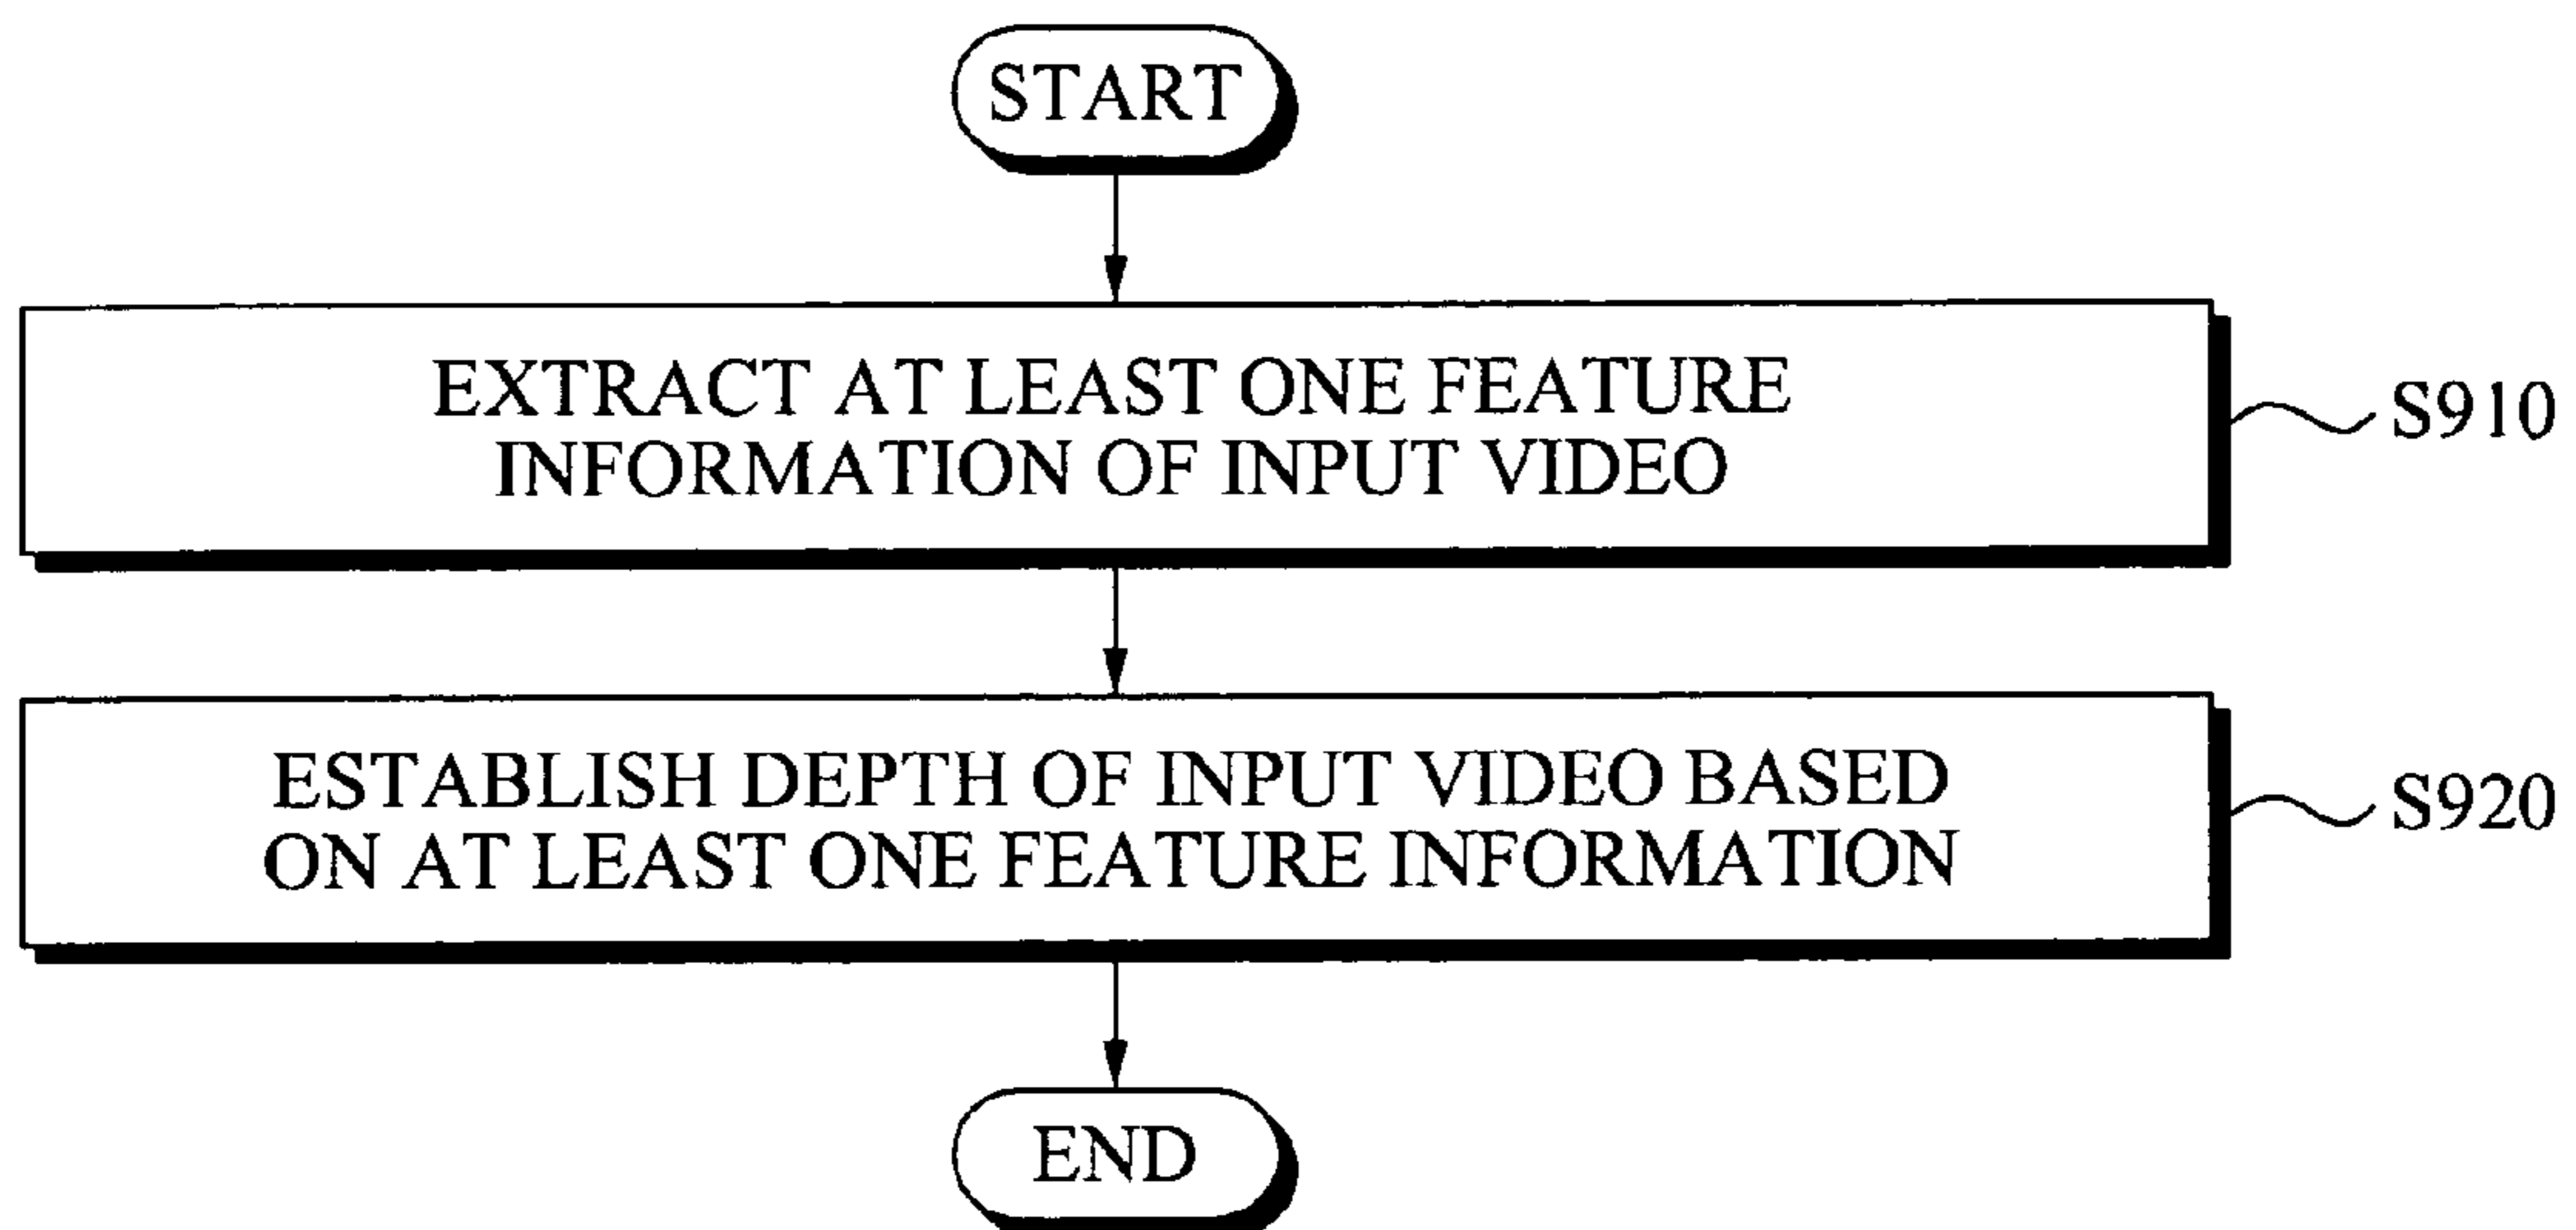 START
EXTRACT AT LEAST ONE FEATURE
INFORMATION OF INPUT VIDEO
S910
ESTABLISH DEPTH OF INPUT VIDEO BASED
ON AT LEAST ONE FEATURE INFORMATION
S920
END